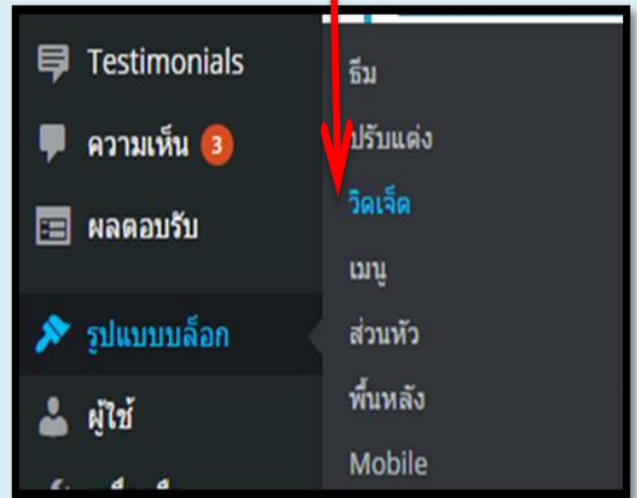 Testimonials
ความเห็น 3
ผลตอบรับ
รูปแบบบล็อก
ผู้ใช้
ธีม
ปรับแต่ง
วิดเจ็ต
เมนู
ส่วนหัว
พื้นหลัง
Mobile